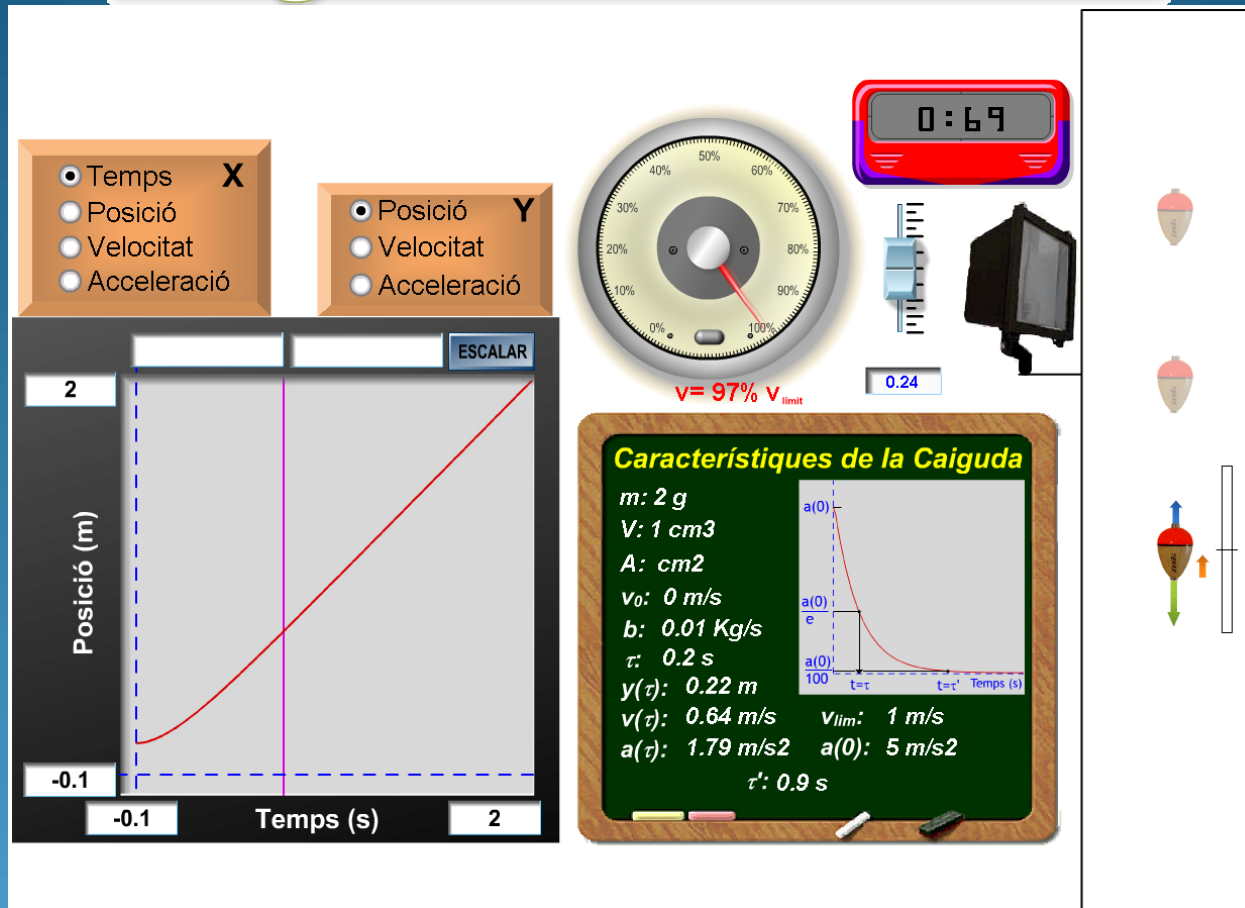 0:69
Temps X
Posició
Velocitat
Acceleració
Posició Y
Velocitat
Acceleració
0%
10%
20%
30%
40%
50%
60%
70%
80%
90%
100%
v= 97% v límit
0.24
ESCALAR
2
Posició (m)
-0.1
-0.1
Temps (s)
2
Característiques de la Caiguda
m: 2 g
V: 1 cm3
A: cm2
v0: 0 m/s
b: 0.01 Kg/s
τ: 0.2 s
y(τ): 0.22 m
v(τ): 0.64 m/s
vlim: 1 m/s
a(τ): 1.79 m/s2
a(0): 5 m/s2
τ': 0.9 s
a(0)
a(0)
e
a(0)
100
t=τ
t=τ'
Temps (s)